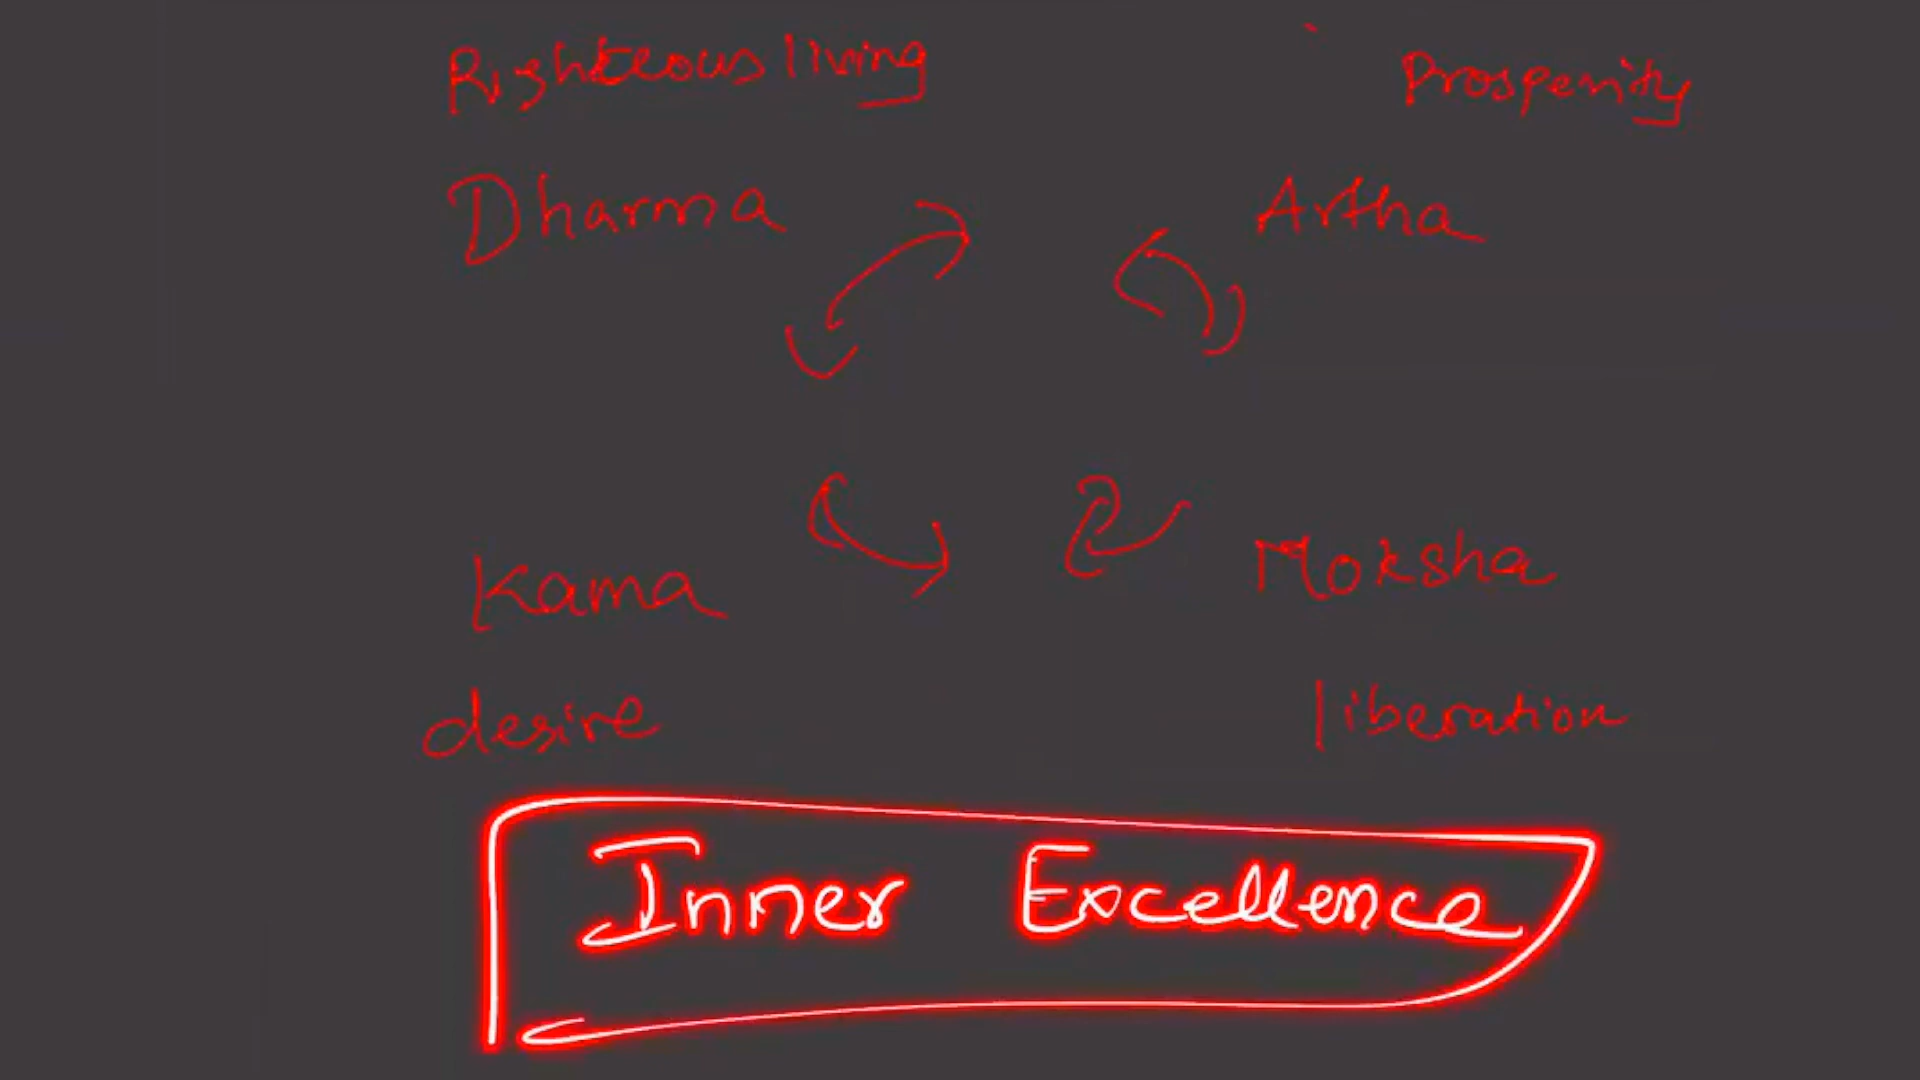 Righteous living Prosperity
Dharma Artha
Kama Moksha
desire liberation
Inner Excellence